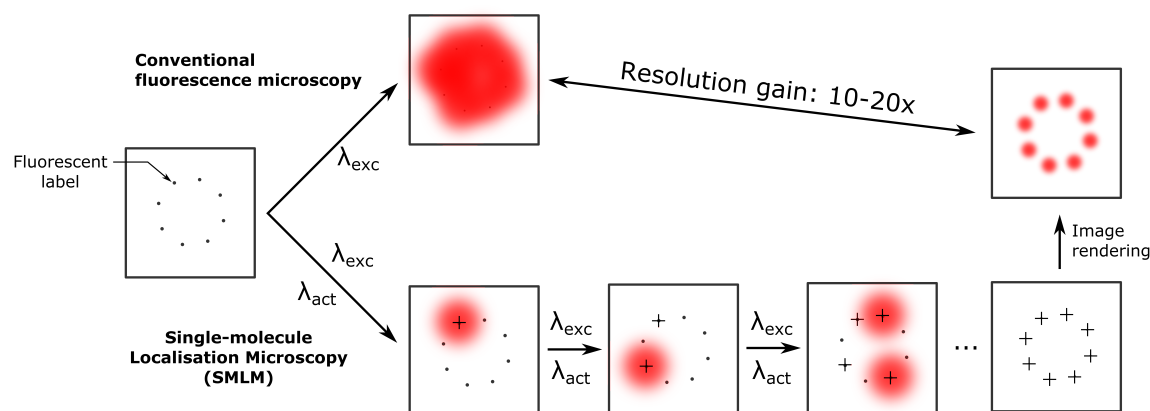 Conventional
fluorescence microscopy
Resolution gain: 10-20x
λexc
Fluorescent
label
λexc
λact
Image
rendering
Single-molecule
Localisation Microscopy
(SMLM)
λexc
λact
λexc
λact
...